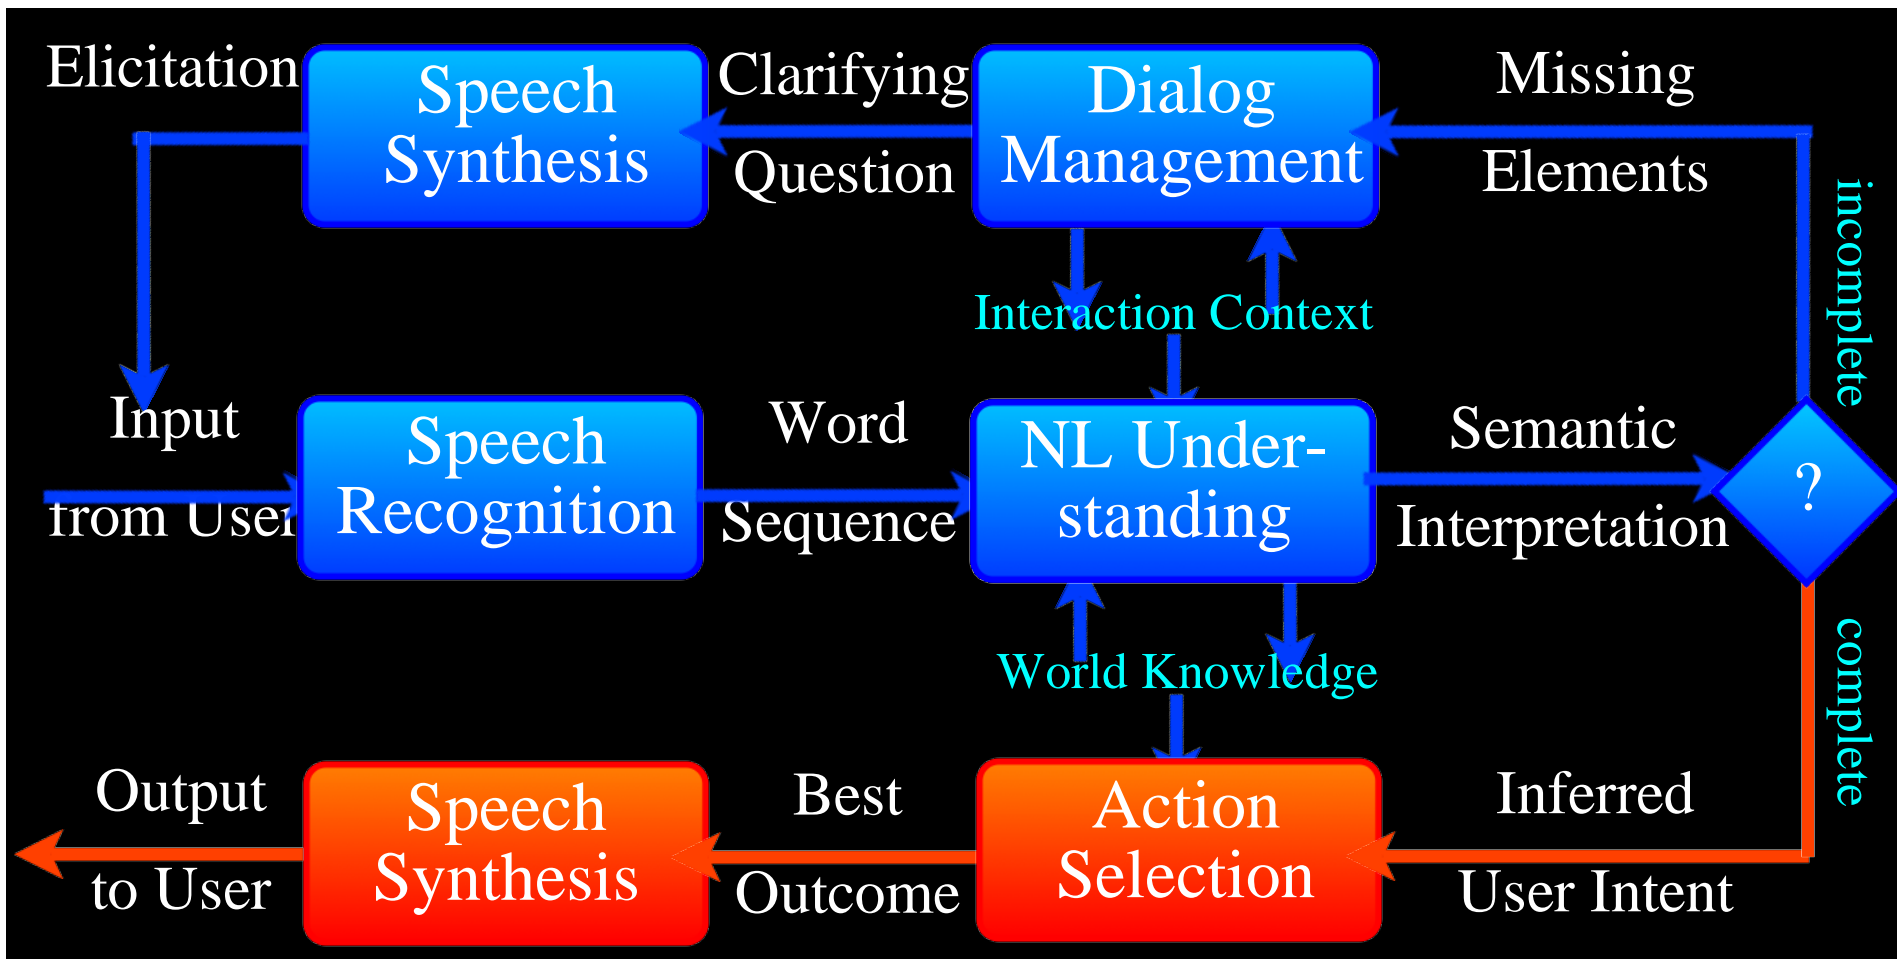 Elicitation
Speech
Synthesis
Clarifying
Question
Dialog
Management
Missing
Elements
incomplete
Interaction Context
Input
from User
Speech
Recognition
Word
Sequence
NL Under-
standing
Semantic
Interpretation
?
World Knowledge
complete
Output
to User
Speech
Synthesis
Best
Outcome
Action
Selection
Inferred
User Intent